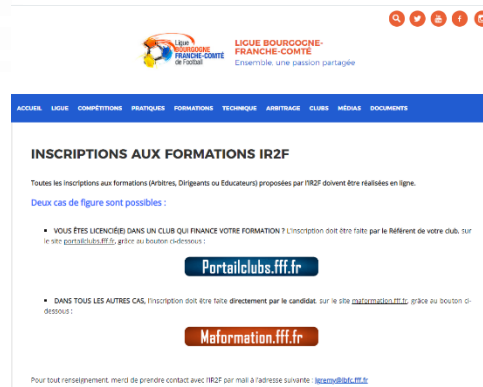 Ligue
BOURGOGNE
FRANCHE-COMTÉ
de Football
LIGUE BOURGOGNE-
FRANCHE-COMTÉ
Ensemble, une passion partagée
ACCUEIL LIGUE COMPÉTITIONS PRATIQUES FORMATIONS TECHNIQUE ARBITRAGE CLUBS MÉDIAS DOCUMENTS
INSCRIPTIONS AUX FORMATIONS IR2F
Toutes les inscriptions aux formations (Arbitres, Dirigeants ou Educateurs) proposées par l'IR2F doivent être réalisées en ligne.
Deux cas de figure sont possibles :
VOUS ÊTES LICENCIÉ(E) DANS UN CLUB QUI FINANCE VOTRE FORMATION ? L'inscription doit être faite par le Référent de votre club, sur
le site portailclubs.fff.fr, grâce au bouton ci-dessous :
Portailclubs.fff.fr
DANS TOUS LES AUTRES CAS, l'inscription doit être faite directement par le candidat, sur le site maformation.fff.fr, grâce au bouton ci-
dessous :
Maformation.fff.fr
Pour tout renseignement, merci de prendre contact avec l'IR2F par mail à l'adresse suivante :